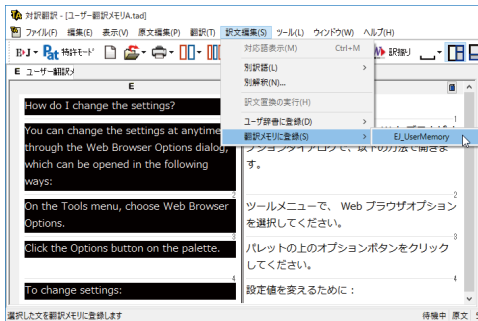 対訳翻訳 - [ユーザー翻訳メモリA.tad]
ファイル(F) 編集(E) 表示(V) 原文編集(P) 翻訳(T) 訳文編集(S) ツール(L) ウィンドウ(W) ヘルプ(H)
E▸J Pat 特許モード 訳振り
対応語表示(M) Ctrl+M
別訳語(L) >
別解釈(N)...
訳文置換の実行(H)
ユーザ辞書に登録(D) >
翻訳メモリに登録(S) > EJ_UserMemory
E ユーザー翻訳メ
E
How do I change the settings?
1
You can change the settings at anytime through the Web Browser Options dialog, which can be opened in the following ways:
プションダイアログで、以下の方法で開きます。
2
2
On the Tools menu, choose Web Browser Options.
ツールメニューで、 Web ブラウザオプションを選択してください。
3
3
Click the Options button on the palette.
パレットの上のオプションボタンをクリックしてください。
4
4
To change settings:
設定値を変えるために：
選択した文を翻訳メモリに登録します 待機中 原文